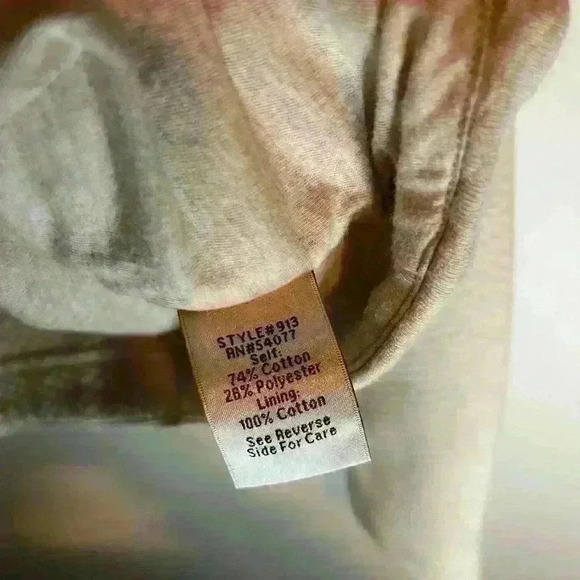 STYLE#913
RN#54077
Self:
74% Cotton
26% Polyester
Lining:
100% Cotton
See Reverse
Side For Care